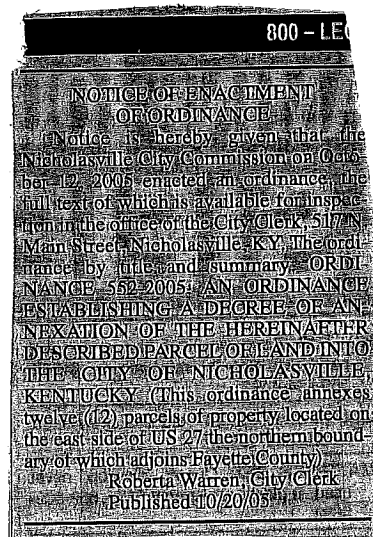 800 – LE
NOTICE OF ENACTMENT
OF ORDINANCE
Notice is hereby given that the
Nicholasville City Commission on Octo-
ber 12, 2005 enacted an ordinance, the
full text of which is available for inspec-
tion in the office of the City Clerk, 517 N.
Main Street, Nicholasville, KY. The ordi-
nance by title and summary: ORDI-
NANCE 552-2005: AN ORDINANCE
ESTABLISHING A DECREE OF AN-
NEXATION OF THE HEREINAFTER
DESCRIBED PARCEL OF LAND INTO
THE CITY OF NICHOLASVILLE,
KENTUCKY (This ordinance annexes
twelve (12) parcels of property located on
the east side of US 27 the northern bound-
ary of which adjoins Fayette County)
Roberta Warren, City Clerk
Published 10/20/05